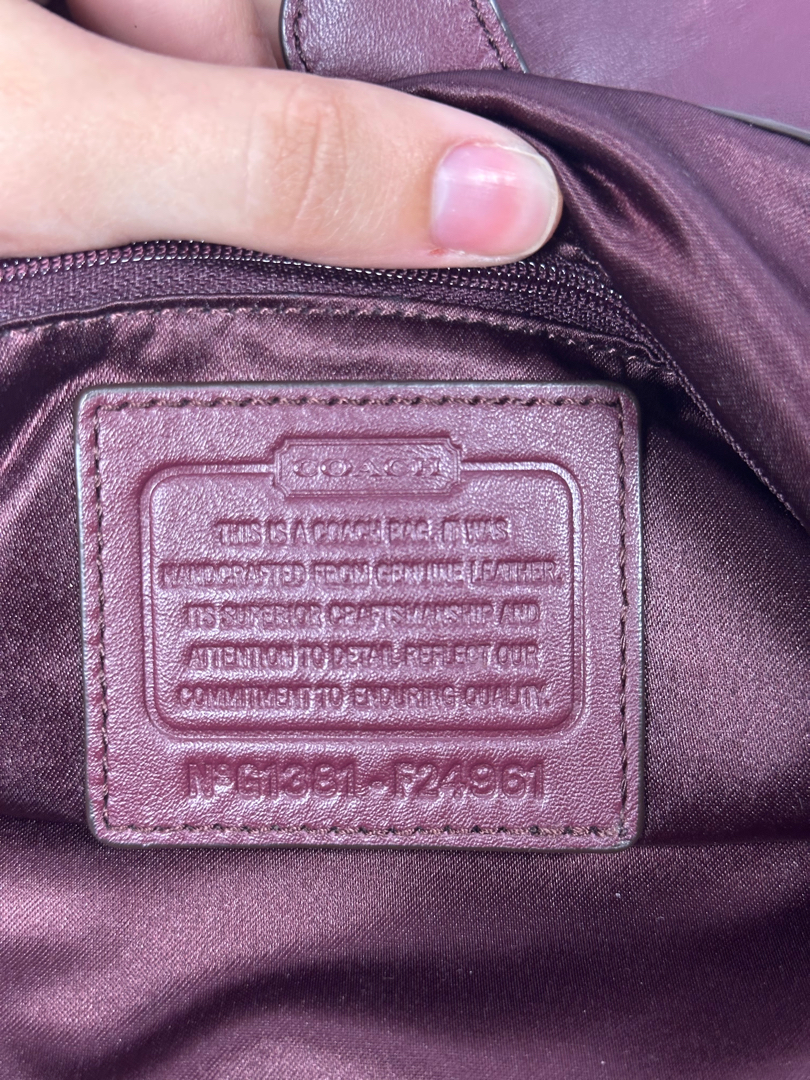 COACH
THIS IS A COACH BAG. IT WAS
HANDCRAFTED FROM GENUINE LEATHER.
ITS SUPERIOR CRAFTSMANSHIP AND
ATTENTION TO DETAIL REFLECT OUR
COMMITMENT TO ENDURING QUALITY.
Nº G1381-F24961